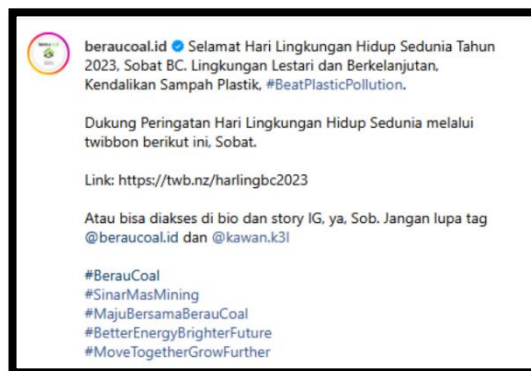 beraucoal.id Selamat Hari Lingkungan Hidup Sedunia Tahun
2023, Sobat BC. Lingkungan Lestari dan Berkelanjutan,
Kendalikan Sampah Plastik, #BeatPlasticPollution.
Dukung Peringatan Hari Lingkungan Hidup Sedunia melalui
twibbon berikut ini, Sobat.
Link: https://twb.nz/harlingbc2023
Atau bisa diakses di bio dan story IG, ya, Sob. Jangan lupa tag
@beraucoal.id dan @kawan.k3l
#BerauCoal
#SinarMasMining
#MajuBersamaBerauCoal
#BetterEnergyBrighterFuture
#MoveTogetherGrowFurther